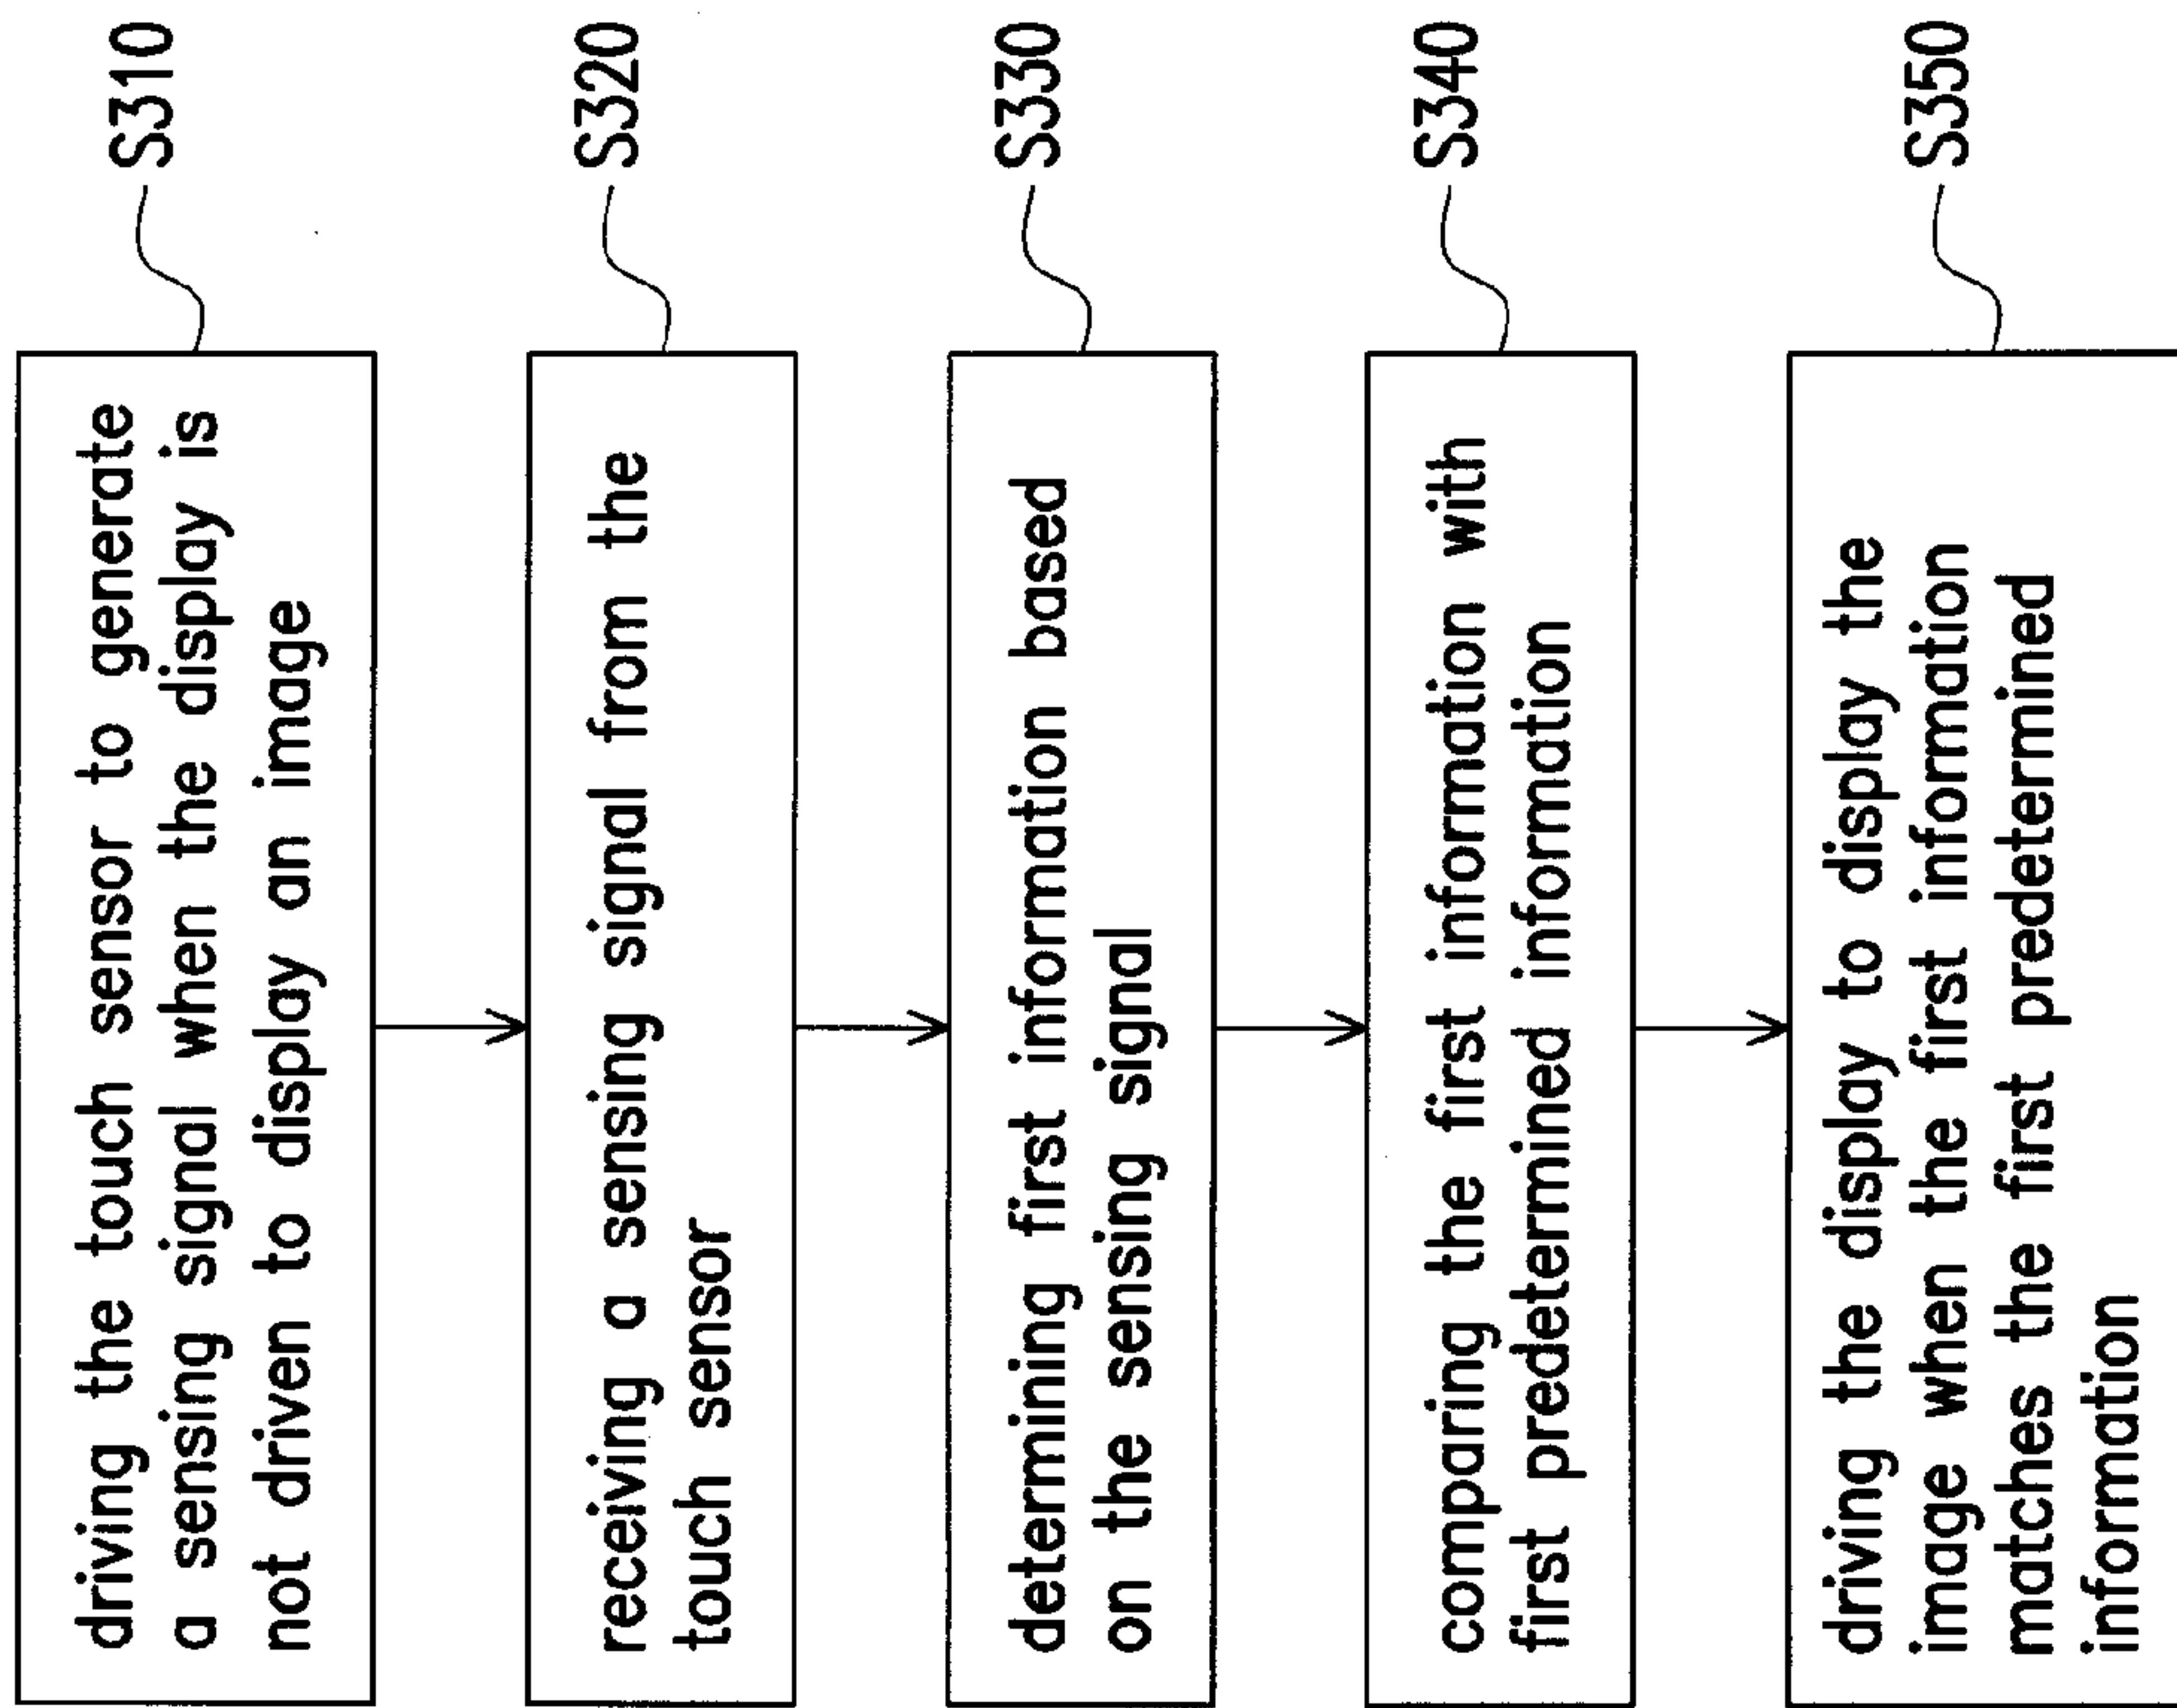 driving the touch sensor to generate
a sensing signal when the display is
not driven to display an image
S310
receiving a sensing signal from the
touch sensor
S320
determining first information based
on the sensing signal
S330
comparing the first information with
first predetermined information
S340
driving the display to display the
image when the first information
matches the first predetermined
information
S350